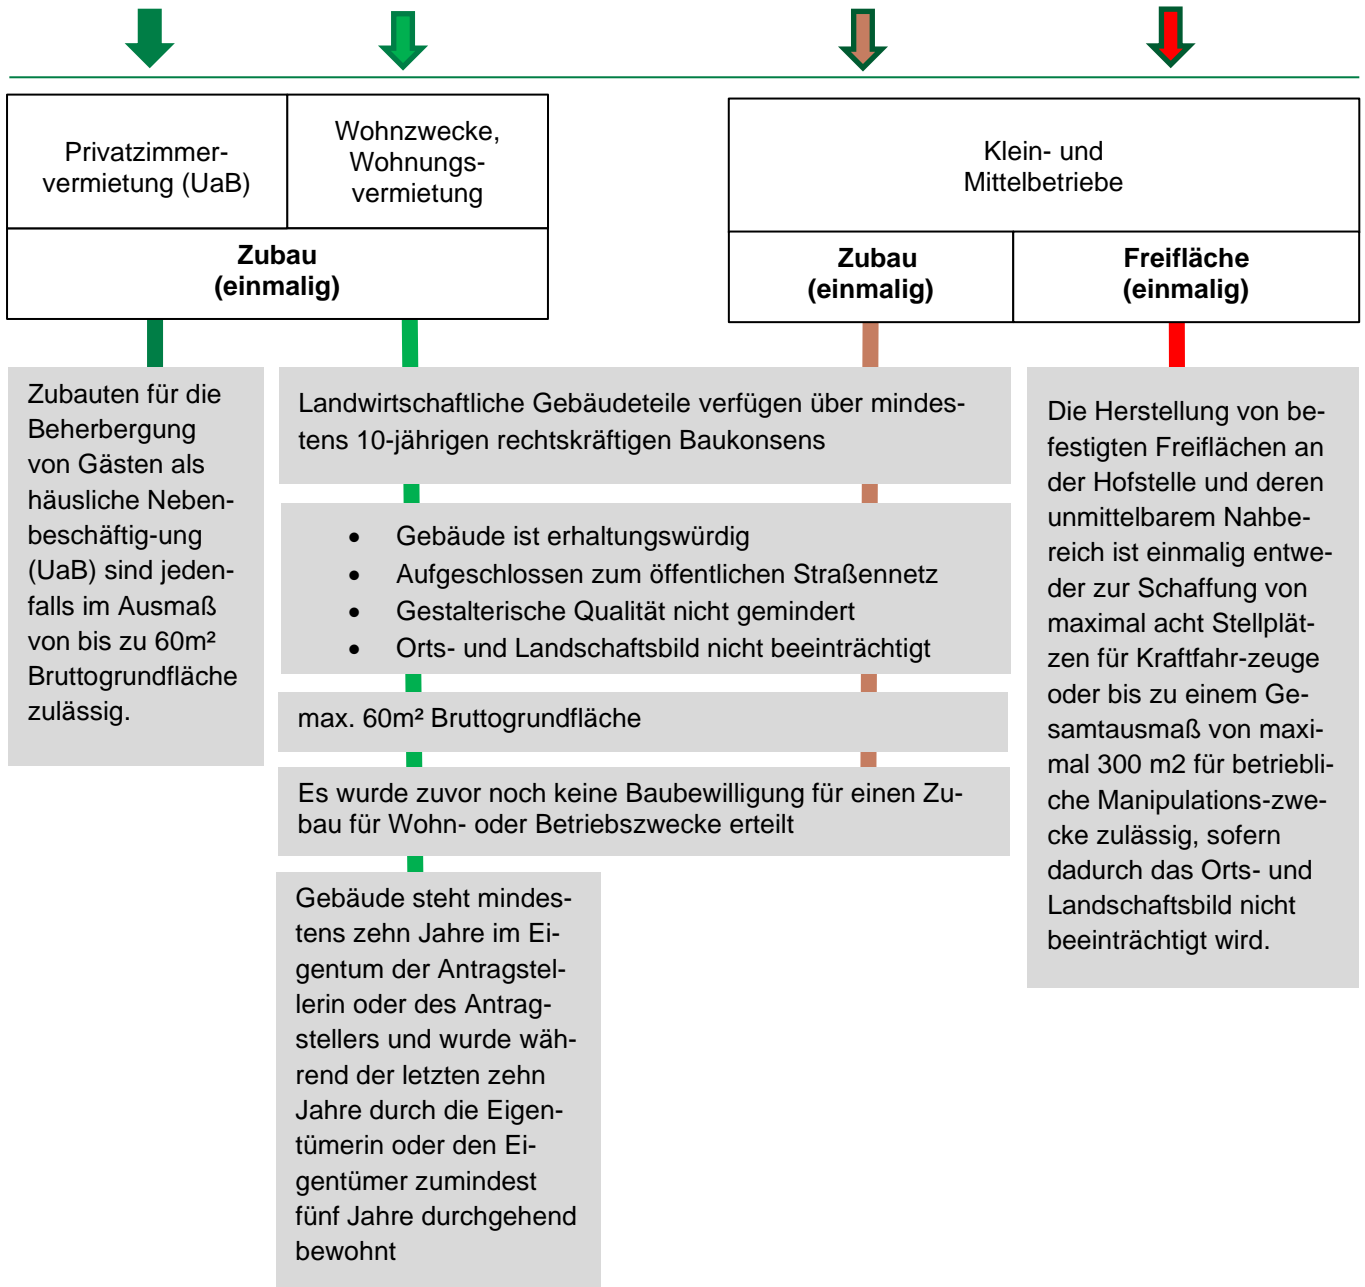 Privatzimmer-
vermietung (UaB)
Wohnzwecke,
Wohnungs-
vermietung
Zubau
(einmalig)
Klein- und
Mittelbetriebe
Zubau
(einmalig)
Freifläche
(einmalig)
Zubauten für die
Beherbergung
von Gästen als
häusliche Neben-
beschäftig-ung
(UaB) sind jeden-
falls im Ausmaß
von bis zu 60m²
Bruttogrundfläche
zulässig.
Landwirtschaftliche Gebäudeteile verfügen über mindes-
tens 10-jährigen rechtskräftigen Baukonsens
• Gebäude ist erhaltungswürdig
• Aufgeschlossen zum öffentlichen Straßennetz
• Gestalterische Qualität nicht gemindert
• Orts- und Landschaftsbild nicht beeinträchtigt
max. 60m² Bruttogrundfläche
Es wurde zuvor noch keine Baubewilligung für einen Zu-
bau für Wohn- oder Betriebszwecke erteilt
Gebäude steht mindes-
tens zehn Jahre im Ei-
gentum der Antragstel-
lerin oder des Antrag-
stellers und wurde wäh-
rend der letzten zehn
Jahre durch die Eigen-
tümerin oder den Ei-
gentümer zumindest
fünf Jahre durchgehend
bewohnt
Die Herstellung von be-
festigten Freiflächen an
der Hofstelle und deren
unmittelbarem Nahbe-
reich ist einmalig entwe-
der zur Schaffung von
maximal acht Stellplät-
zen für Kraftfahr-zeuge
oder bis zu einem Ge-
samtausmaß von maxi-
mal 300 m2 für betriebli-
che Manipulations-zwe-
cke zulässig, sofern
dadurch das Orts- und
Landschaftsbild nicht
beeinträchtigt wird.